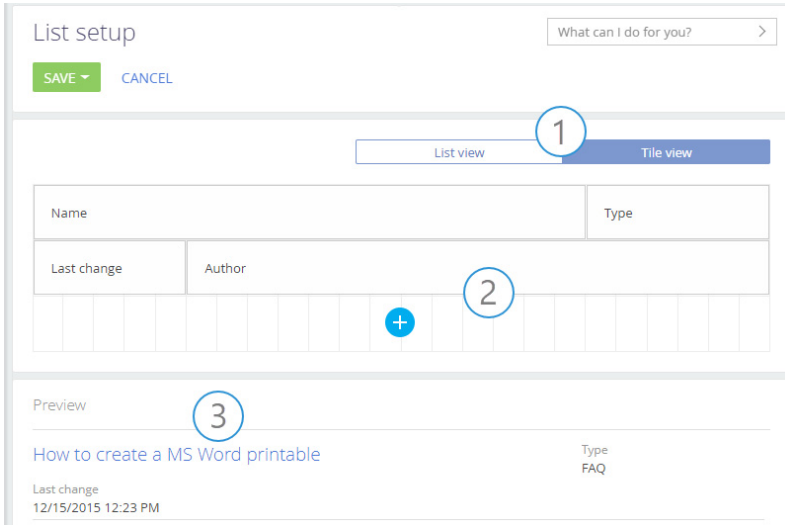 List setup
What can I do for you?
SAVE
CANCEL
1
List view
Tile view
Name
Type
Last change
Author
2
Preview
3
How to create a MS Word printable
Type
FAQ
Last change
12/15/2015 12:23 PM